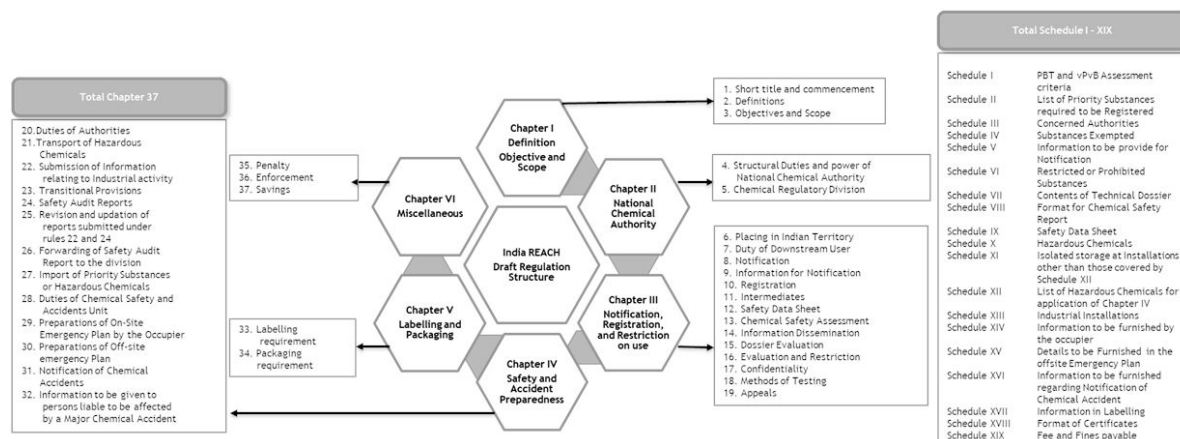 Total Chapter 37
20.Duties of Authorities
21.Transport of Hazardous
Chemicals
22. Submission of Information
relating to Industrial activity
23. Transitional Provisions
24. Safety Audit Reports
25. Revision and updation of
reports submitted under
rules 22 and 24
26. Forwarding of Safety Audit
Report to the division
27. Import of Priority Substances
or Hazardous Chemicals
28. Duties of Chemical Safety and
Accidents Unit
29. Preparations of On-Site
Emergency Plan by the Occupier
30. Preparations of Off-site
emergency Plan
31. Notification of Chemical
Accidents
32. Information to be given to
persons liable to be affected
by a Major Chemical Accident
35. Penalty
36. Enforcement
37. Savings
33. Labelling
requirement
34. Packaging
requirement
Chapter I
Definition
Objective and
Scope
Chapter II
National
Chemical
Authority
Chapter III
Notification,
Registration,
and Restriction
on use
Chapter IV
Safety and
Accident
Preparedness
Chapter V
Labelling and
Packaging
Chapter VI
Miscellaneous
India REACH
Draft Regulation
Structure
1. Short title and commencement
2. Definitions
3. Objectives and Scope
4. Structural Duties and power of
National Chemical Authority
5. Chemical Regulatory Division
6. Placing in Indian Territory
7. Duty of Downstream User
8. Notification
9. Information for Notification
10. Registration
11. Intermediates
12. Safety Data Sheet
13. Chemical Safety Assessment
14. Information Dissemination
15. Dossier Evaluation
16. Evaluation and Restriction
17. Confidentiality
18. Methods of Testing
19. Appeals
Total Schedule I - XIX
Schedule I PBT and vPvB Assessment
criteria
Schedule II List of Priority Substances
required to be Registered
Schedule III Concerned Authorities
Schedule IV Substances Exempted
Schedule V Information to be provide for
Notification
Schedule VI Restricted or Prohibited
Substances
Schedule VII Contents of Technical Dossier
Schedule VIII Format for Chemical Safety
Report
Schedule IX Safety Data Sheet
Schedule X Hazardous Chemicals
Schedule XI Isolated storage at Installations
other than those covered by
Schedule XII
Schedule XII List of Hazardous Chemicals for
application of Chapter IV
Schedule XIII Industrial Installations
Schedule XIV Information to be furnished by
the occupier
Schedule XV Details to be Furnished in the
offsite Emergency Plan
Schedule XVI Information to be furnished
regarding Notification of
Chemical Accident
Schedule XVII Information in Labelling
Schedule XVIII Format of Certificates
Schedule XIX Fee and Fines payable